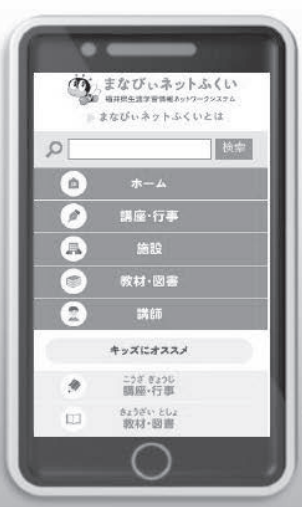 まなびぃネットふくい
福井県生涯学習情報ネットワークシステム
まなびぃネットふくいとは
検索
ホーム
講座・行事
施設
教材・図書
講師
キッズにオススメ
こうざ ぎょうじ
講座・行事
きょうざい としょ
教材・図書